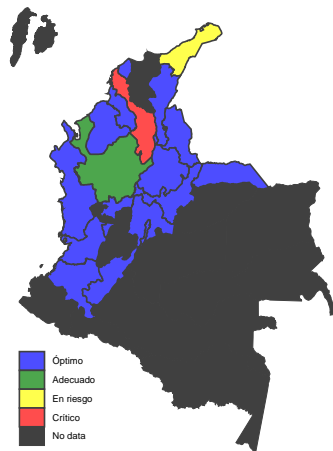 Óptimo
Adecuado
En riesgo
Crítico
No data